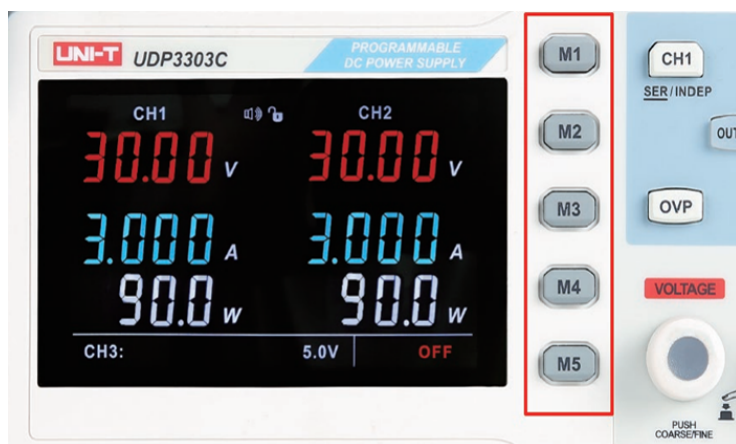 UNI-T UDP3303C
PROGRAMMABLE
DC POWER SUPPLY
CH1 CH2
30.00 V 30.00 V
3.000 A 3.000 A
90.0 W 90.0 W
CH3: 5.0V OFF
M1
M2
M3
M4
M5
CH1
SER/INDEP
OUT
OVP
VOLTAGE
PUSH
COARSE/FINE